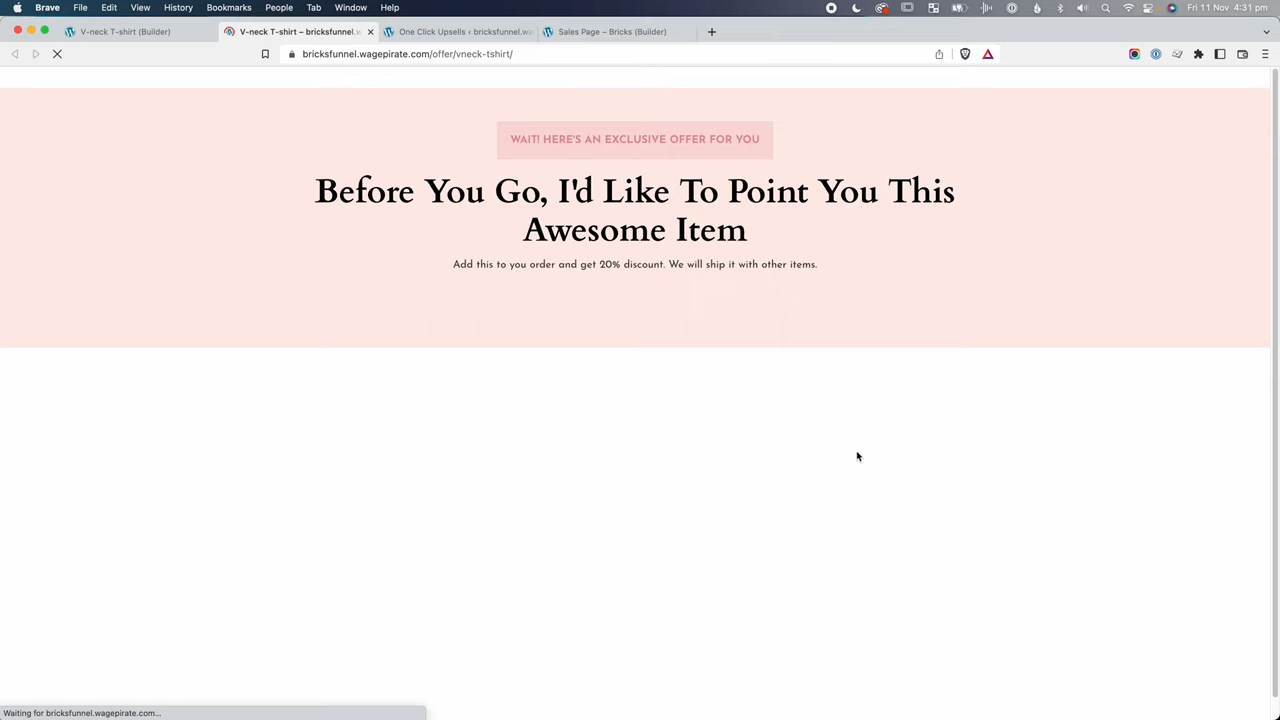 Brave File Edit View History Bookmarks People Tab Window Help Fri 11 Nov 4:31 pm
V-neck T-shirt (Builder) V-neck T-shirt – bricksfunnel. One Click Upsells ‹ bricksfunnel.wa Sales Page – Bricks (Builder)
bricksfunnel.wagepirate.com/offer/vneck-tshirt/
WAIT! HERE'S AN EXCLUSIVE OFFER FOR YOU
Before You Go, I'd Like To Point You This
Awesome Item
Add this to you order and get 20% discount. We will ship it with other items.
Waiting for bricksfunnel.wagepirate.com...